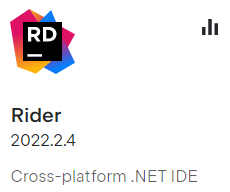 RD
Rider
2022.2.4
Cross-platform .NET IDE